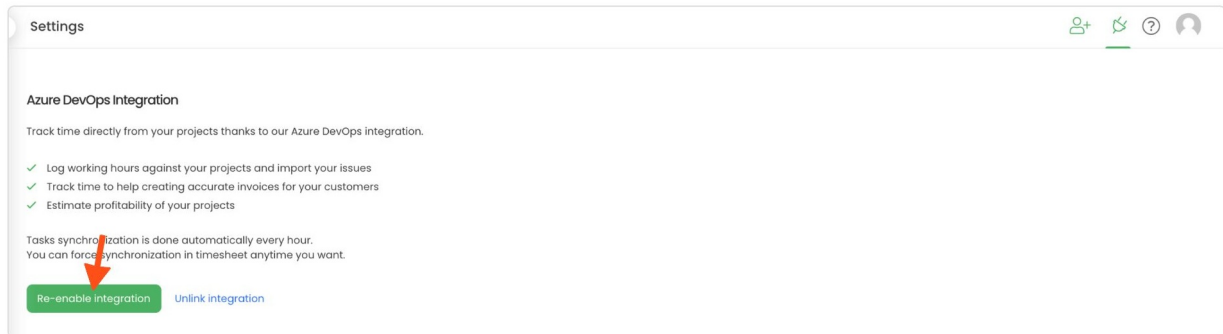 Settings
Azure DevOps Integration
Track time directly from your projects thanks to our Azure DevOps integration.
Log working hours against your projects and import your issues
Track time to help creating accurate invoices for your customers
Estimate profitability of your projects
Tasks synchronization is done automatically every hour.
You can force synchronization in timesheet anytime you want.
Re-enable integration Unlink integration